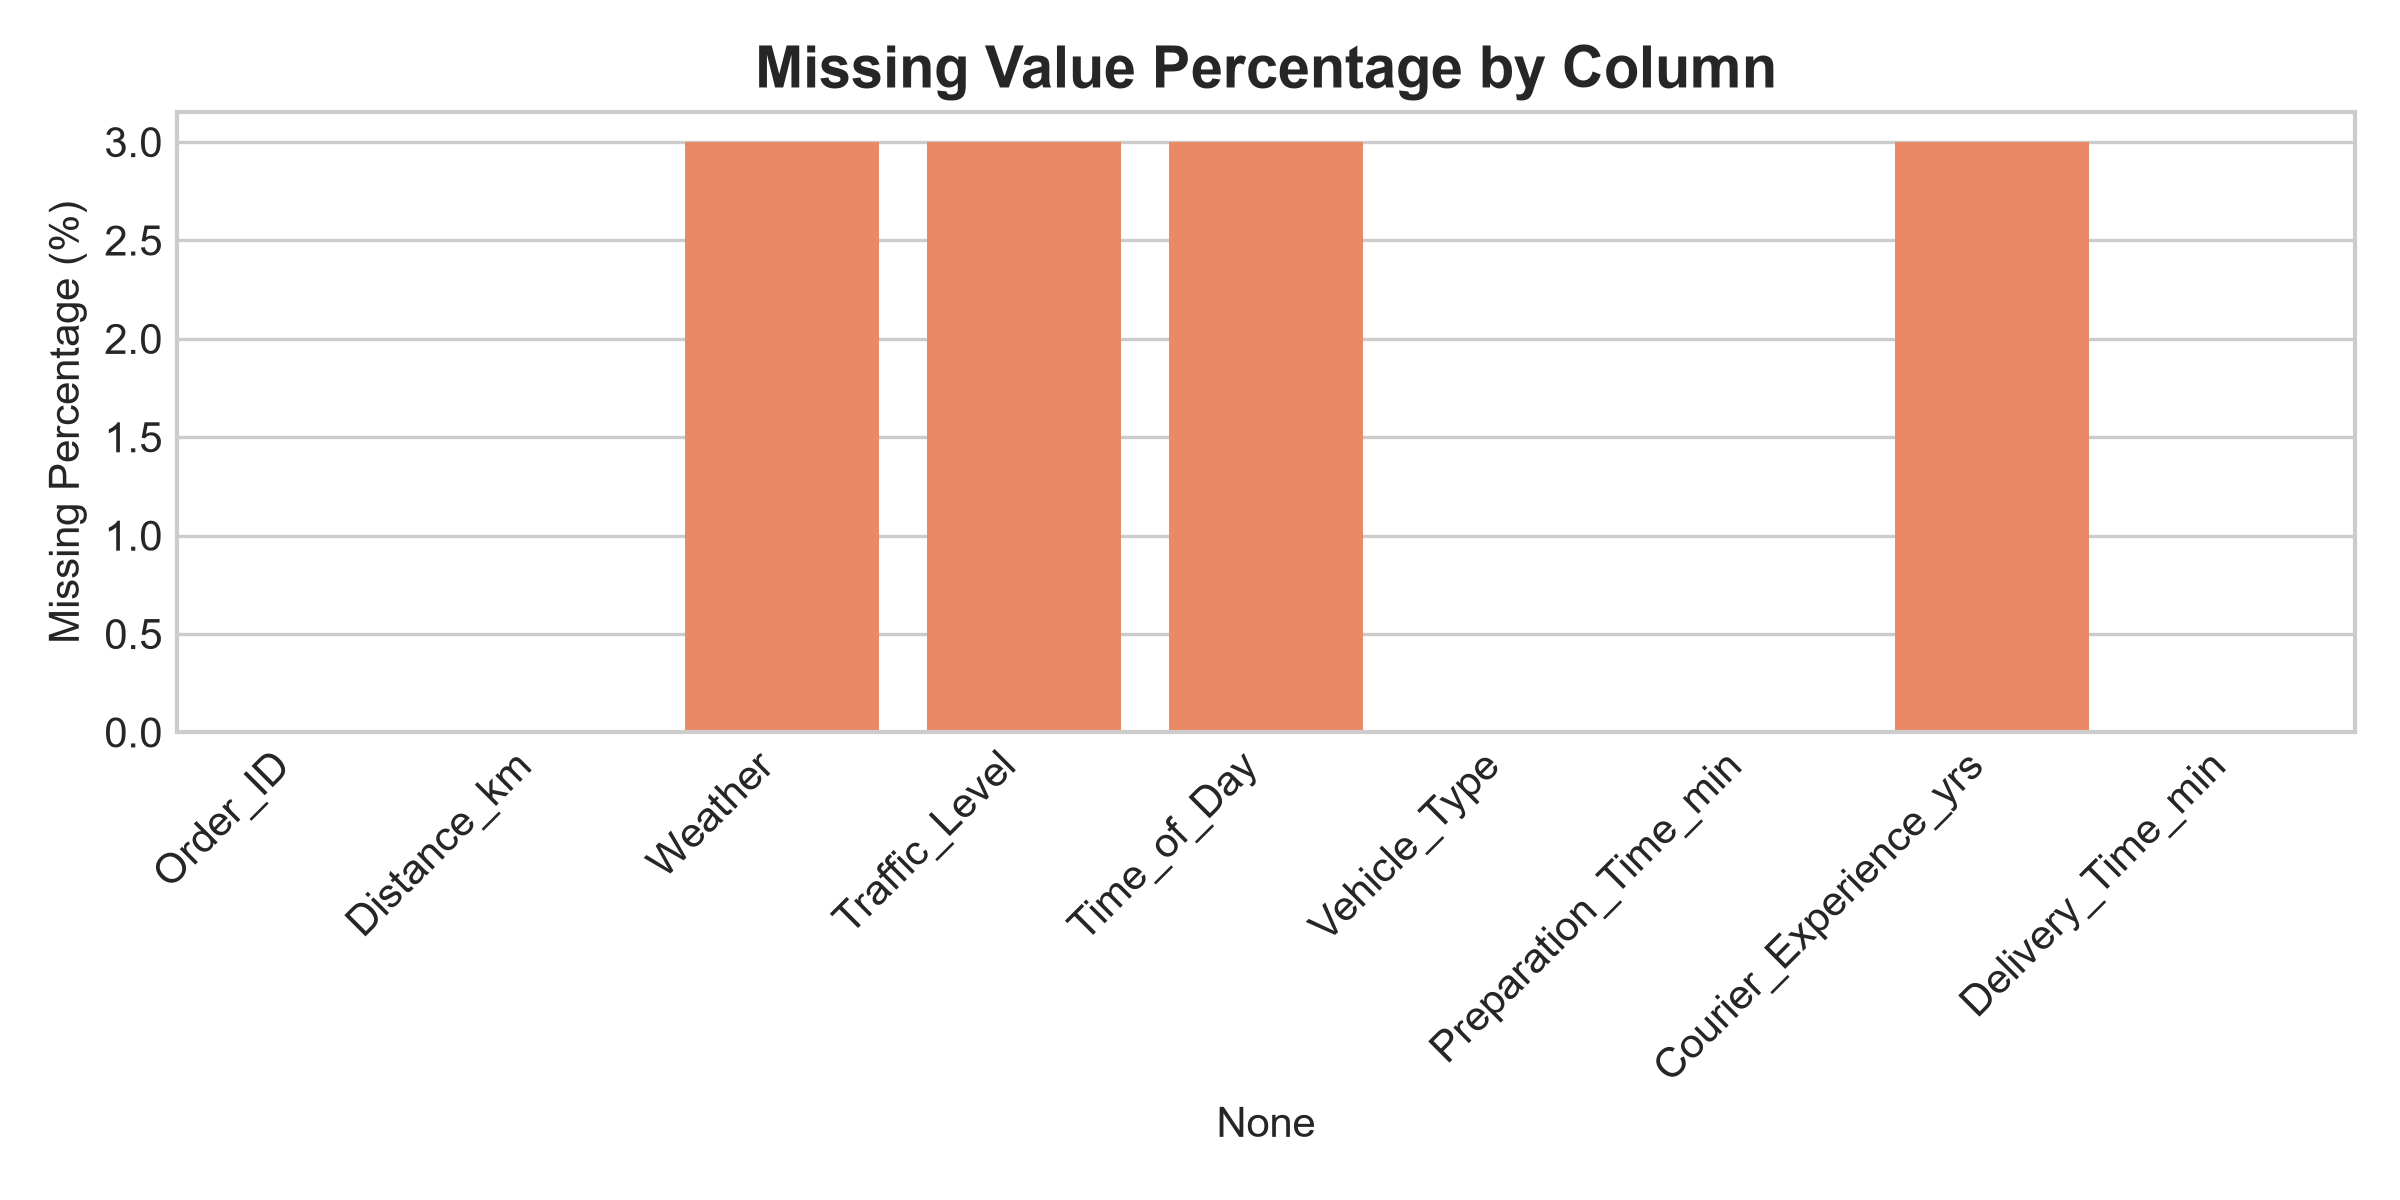 Missing Value Percentage by Column
Missing Percentage (%)
3.0
2.5
2.0
1.5
1.0
0.5
0.0
Order_ID
Distance_km
Weather
Traffic_Level
Time_of_Day
Vehicle_Type
Preparation_Time_min
Courier_Experience_yrs
Delivery_Time_min
None